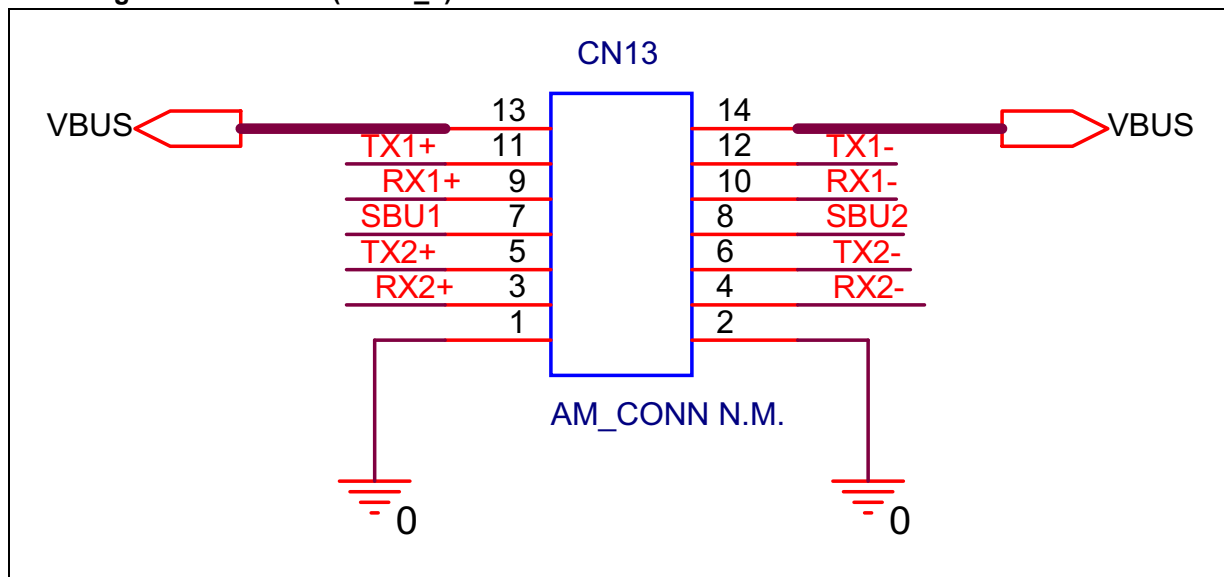 CN13
VBUS 13 14 VBUS
TX1+ 11 12 TX1-
RX1+ 9 10 RX1-
SBU1 7 8 SBU2
TX2+ 5 6 TX2-
RX2+ 3 4 RX2-
1 2
AM_CONN N.M.
0 0